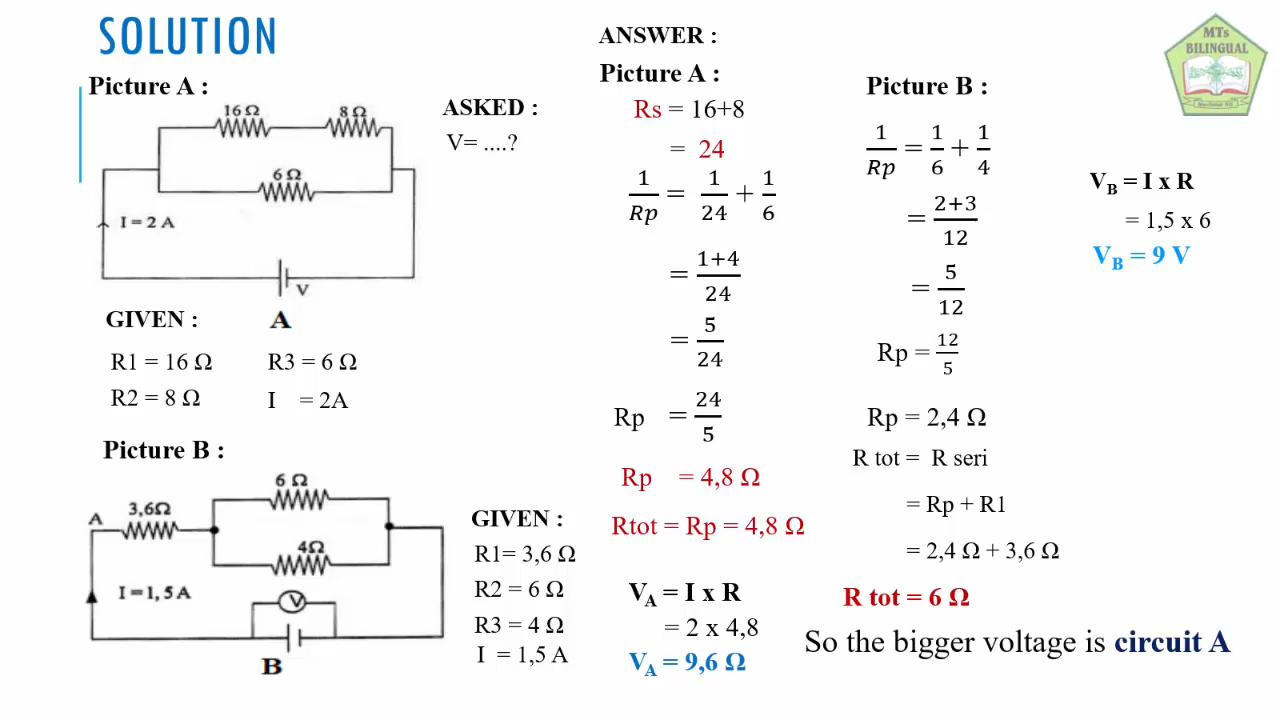 SOLUTION
Picture A :
16 Ω
8 Ω
6 Ω
I = 2 A
V
A
GIVEN :
R1 = 16 Ω
R2 = 8 Ω
R3 = 6 Ω
I = 2A
ASKED :
V= ....?
Picture B :
A
3,6Ω
6 Ω
4Ω
I = 1, 5 A
V
B
GIVEN :
R1= 3,6 Ω
R2 = 6 Ω
R3 = 4 Ω
I = 1,5 A
ANSWER :
Picture A :
Rs = 16+8
= 24
1/Rp = 1/24 + 1/6
= 1+4/24
= 5/24
Rp = 24/5
Rp = 4,8 Ω
Rtot = Rp = 4,8 Ω
VA = I x R
= 2 x 4,8
VA = 9,6 Ω
Picture B :
1/Rp = 1/6 + 1/4
= 2+3/12
= 5/12
Rp = 12/5
Rp = 2,4 Ω
R tot = R seri
= Rp + R1
= 2,4 Ω + 3,6 Ω
R tot = 6 Ω
VB = I x R
= 1,5 x 6
VB = 9 V
So the bigger voltage is circuit A
MTs
BILINGUAL